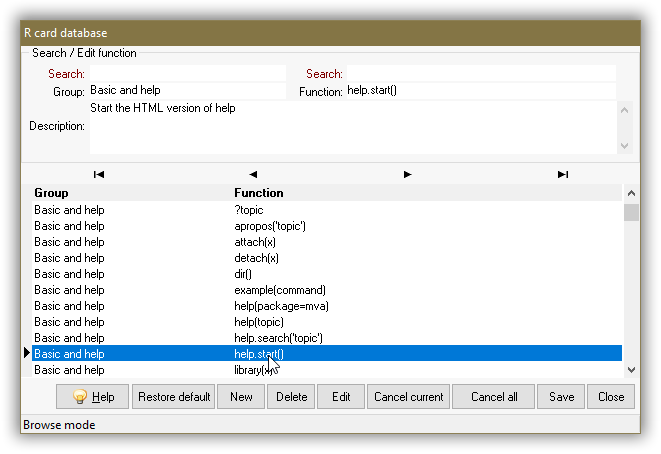 R card database
Search / Edit function
Search: Search:
Group: Basic and help Function: help.start()
Description: Start the HTML version of help
Group Function
Basic and help ?topic
Basic and help apropos('topic')
Basic and help attach(x)
Basic and help detach(x)
Basic and help dir()
Basic and help example(command)
Basic and help help(package=mva)
Basic and help help(topic)
Basic and help help.search('topic')
Basic and help help.start()
Basic and help library(x)
Help Restore default New Delete Edit Cancel current Cancel all Save Close
Browse mode